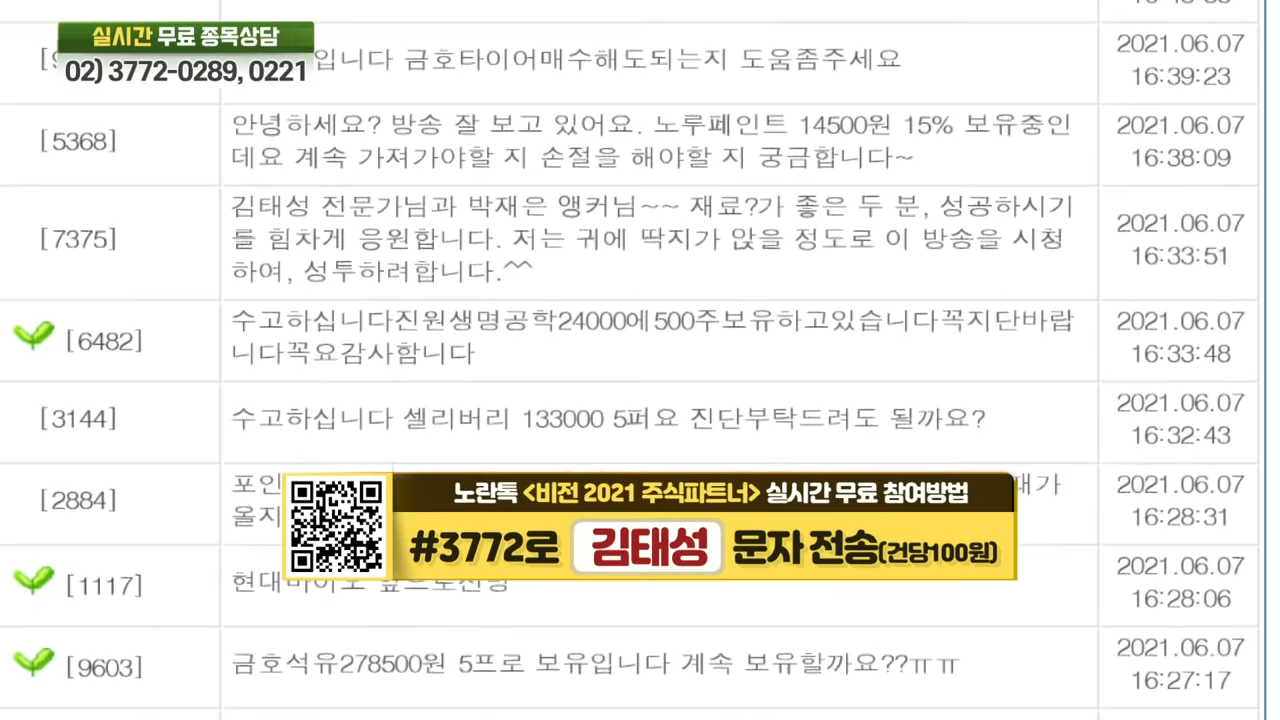 실시간 무료 종목상담
02) 3772-0289, 0221
입니다 금호타이어매수해도되는지 도움좀주세요
2021.06.07
16:39:23
[5368]
안녕하세요? 방송 잘 보고 있어요. 노루페인트 14500원 15% 보유중인
데요 계속 가져가야할 지 손절을 해야할 지 궁금합니다~
2021.06.07
16:38:09
[7375]
김태성 전문가님과 박재은 앵커님~~ 재료?가 좋은 두 분, 성공하시기
를 힘차게 응원합니다. 저는 귀에 딱지가 앉을 정도로 이 방송을 시청
하여, 성투하려합니다.^^
2021.06.07
16:33:51
[6482]
수고하십니다진원생명공학24000에500주보유하고있습니다꼭지단바랍
니다꼭요감사함니다
2021.06.07
16:33:48
[3144]
수고하십니다 셀리버리 133000 5퍼요 진단부탁드려도 될까요?
2021.06.07
16:32:43
[2884]
포인
올지
2021.06.07
16:28:31
노란톡 <비전 2021 주식파트너> 실시간 무료 참여방법
#3772로 김태성 문자 전송(건당100원)
[1117]
현대바이오 앞으로전망
2021.06.07
16:28:06
[9603]
금호석유278500원 5프로 보유입니다 계속 보유할까요??ㅠㅠ
2021.06.07
16:27:17